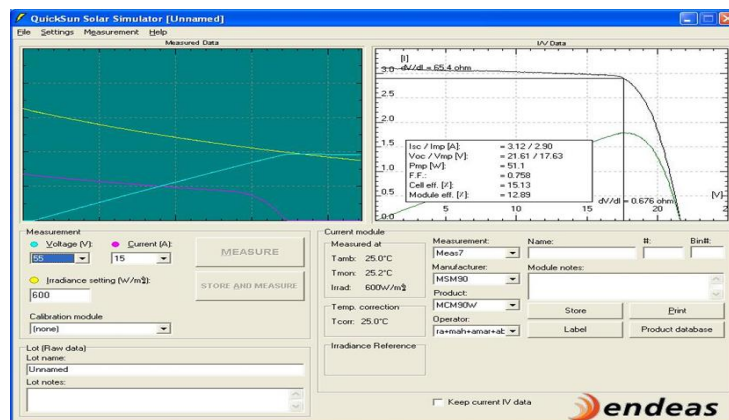 QuickSun Solar Simulator [Unnamed]
File Settings Measurement Help
Measured Data
I/V Data
[I]
dV/dI = 65.4 ohm
3.0
2.5
2.0
1.5
1.0
0.5
0.0
Isc / Imp [A]: = 3.12 / 2.90
Voc / Vmp [V]: = 21.61 / 17.63
Pmp [W]: = 51.1
F.F.: = 0.758
Cell eff. [%]: = 15.13
Module eff. [%]: = 12.89
dV/dI = 0.676 ohm
[V]
5 10 15 20 2
Measurement
Voltage [V]: Current [A]:
55 15
MEASURE
Irradiance setting [W/m²]:
600
STORE AND MEASURE
Calibration module
(none)
Lot (Raw data)
Lot name:
Unnamed
Lot notes:
Current module
Measured at
Tamb: 25.0°C
Tmon: 25.2°C
Irrad: 600W/m²
Temp. correction
Tcorr: 25.0°C
Irradiance Reference
Measurement:
Meas7
Manufacturer:
MSM90
Product:
MCM90W
Operator:
ra+mah+amar+ab
Name: #: Bin#:
Module notes:
Store Print
Label Product database
Keep current IV data
endeas